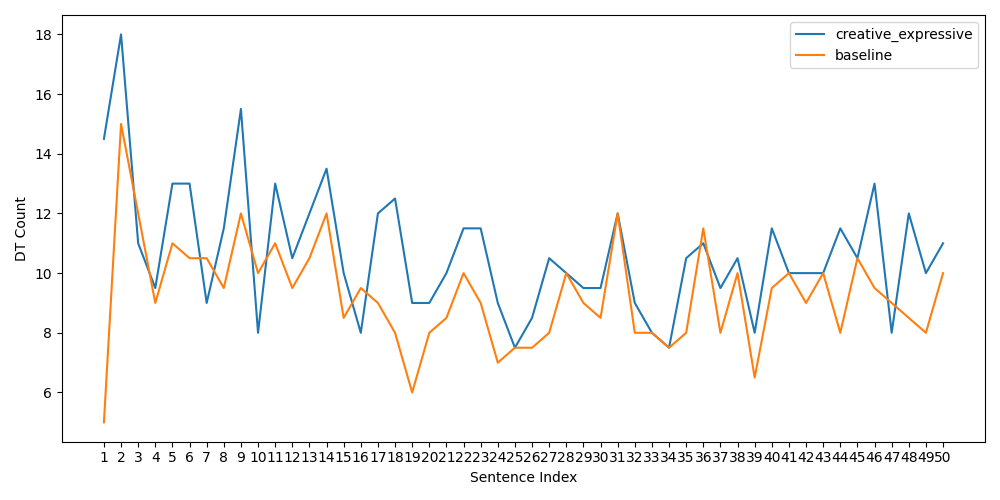 creative_expressive
baseline
DT Count
18
16
14
12
10
8
6
1 2 3 4 5 6 7 8 9 10 11 12 13 14 15 16 17 18 19 20 21 22 23 24 25 26 27 28 29 30 31 32 33 34 35 36 37 38 39 40 41 42 43 44 45 46 47 48 49 50
Sentence Index